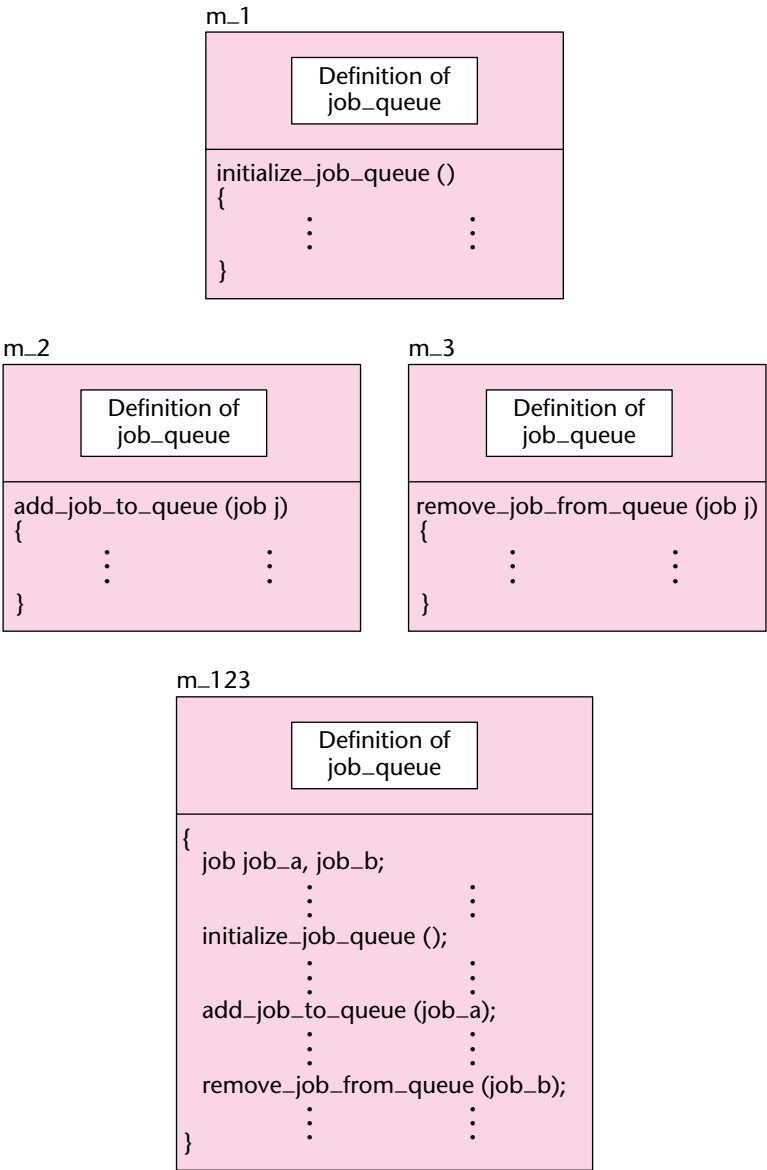 m_1
Definition of
job_queue
initialize_job_queue ()
{
}
m_2
Definition of
job_queue
add_job_to_queue (job j)
{
}
m_3
Definition of
job_queue
remove_job_from_queue (job j)
{
}
m_123
Definition of
job_queue
{
job job_a, job_b;
initialize_job_queue ();
add_job_to_queue (job_a);
remove_job_from_queue (job_b);
}